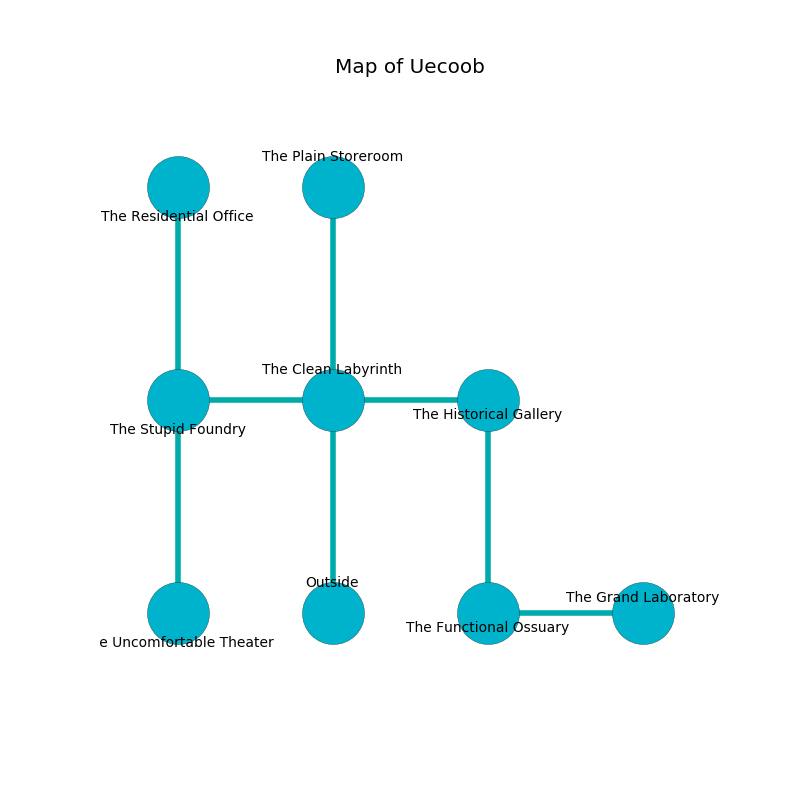 Map of Uecoob
The Plain Storeroom
The Residential Office
The Clean Labyrinth
The Historical Gallery
The Stupid Foundry
Outside
The Grand Laboratory
The Functional Ossuary
e Uncomfortable Theater